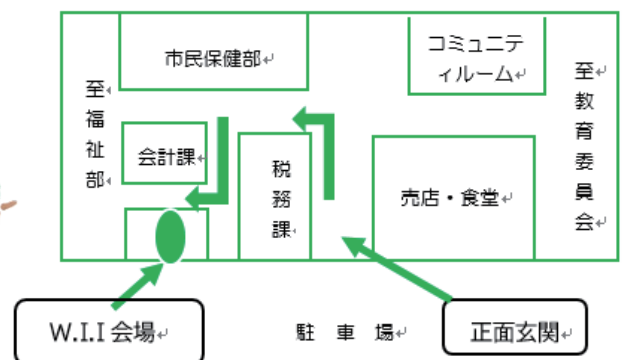 市民保健部
コミュニテ
ィルーム
至福祉部
至教育委員会
会計課
税務課
売店・食堂
W.I.I 会場
駐 車 場
正面玄関